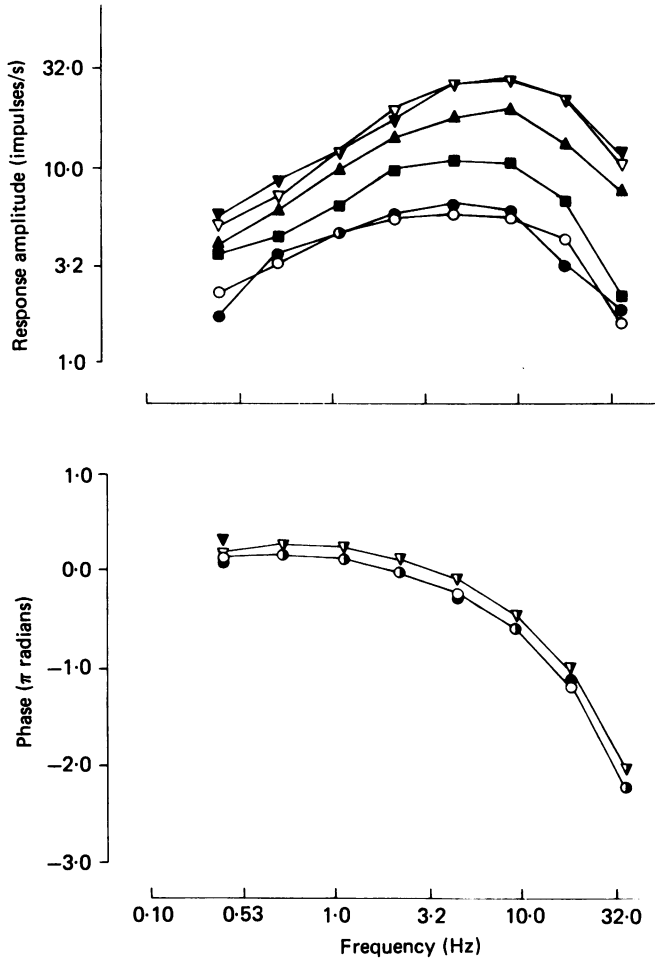 Response amplitude (impulses/s)
32·0
10·0
3·2
1·0
Phase (π radians)
1·0
0·0
−1·0
−2·0
−3·0
0·10 0·53 1·0 3·2 10·0 32·0
Frequency (Hz)